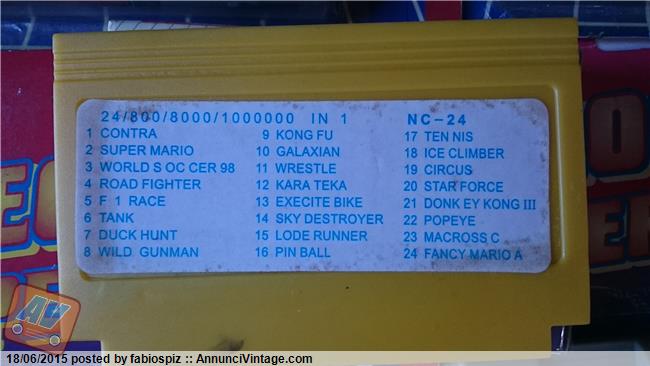 24/800/8000/1000000 IN 1 NC-24
1 CONTRA
2 SUPER MARIO
3 WORLD S OC CER 98
4 ROAD FIGHTER
5 F 1 RACE
6 TANK
7 DUCK HUNT
8 WILD GUNMAN
9 KONG FU
10 GALAXIAN
11 WRESTLE
12 KARA TEKA
13 EXECITE BIKE
14 SKY DESTROYER
15 LODE RUNNER
16 PIN BALL
17 TEN NIS
18 ICE CLIMBER
19 CIRCUS
20 STAR FORCE
21 DONK EY KONG III
22 POPEYE
23 MACROSS C
24 FANCY MARIO A
AV
18/06/2015 posted by fabiospiz :: AnnunciVintage.com